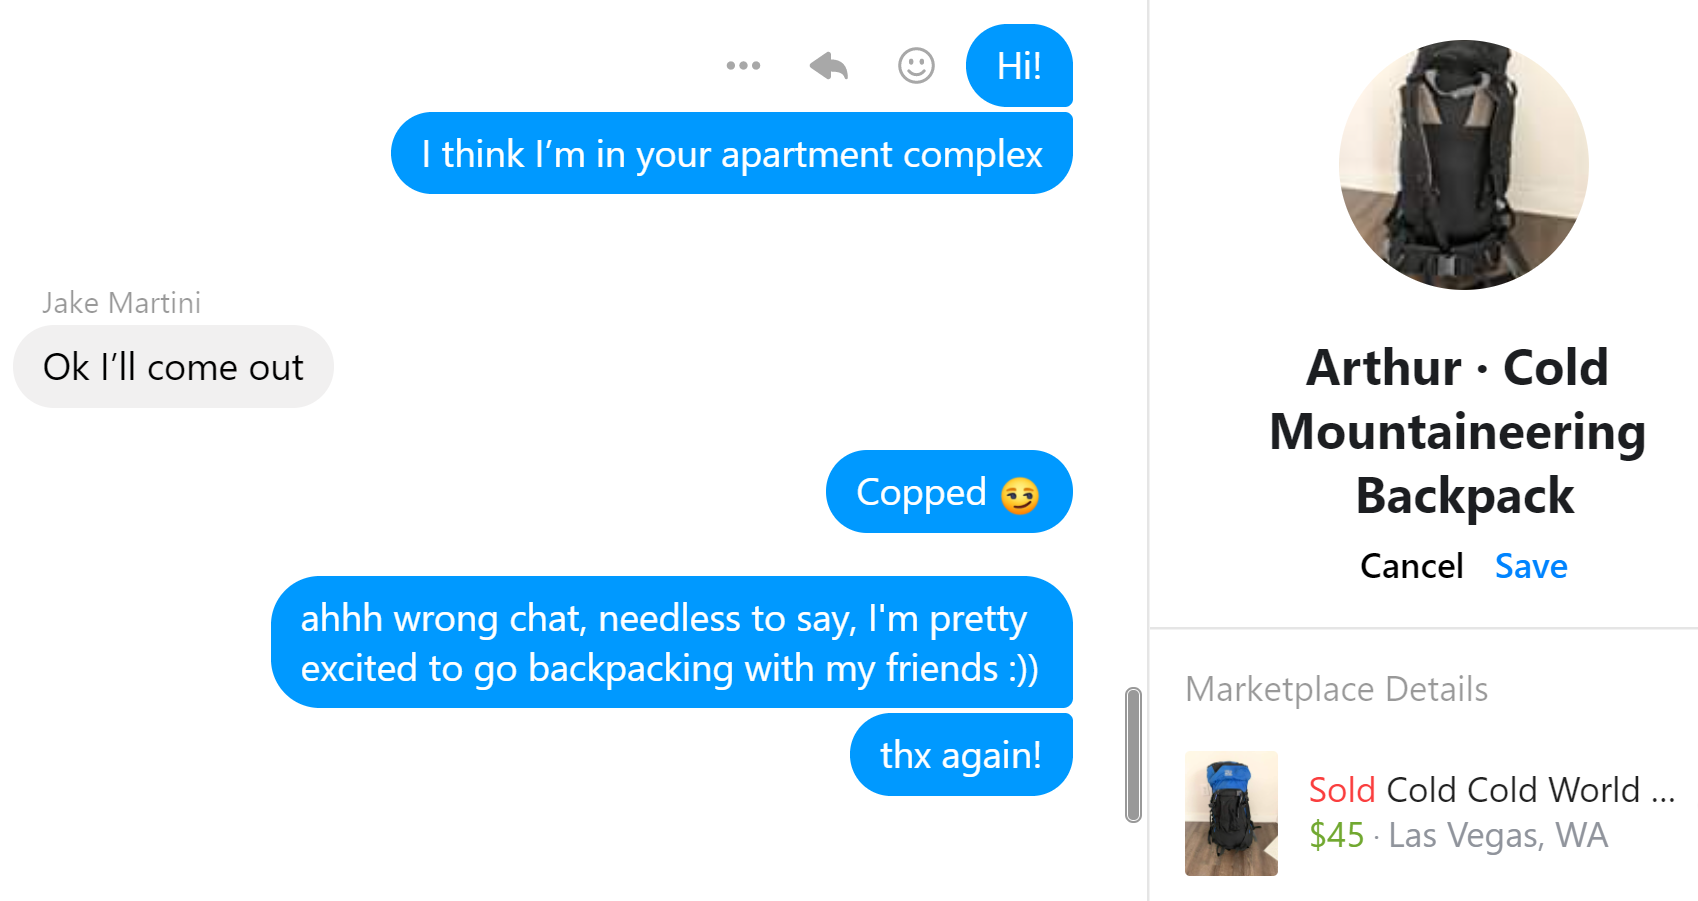 Hi!
I think I’m in your apartment complex
Jake Martini
Ok I’ll come out
Copped 😏
ahhh wrong chat, needless to say, I'm pretty
excited to go backpacking with my friends :))
thx again!
Arthur · Cold
Mountaineering
Backpack
Cancel Save
Marketplace Details
Sold Cold Cold World ...
$45 · Las Vegas, WA